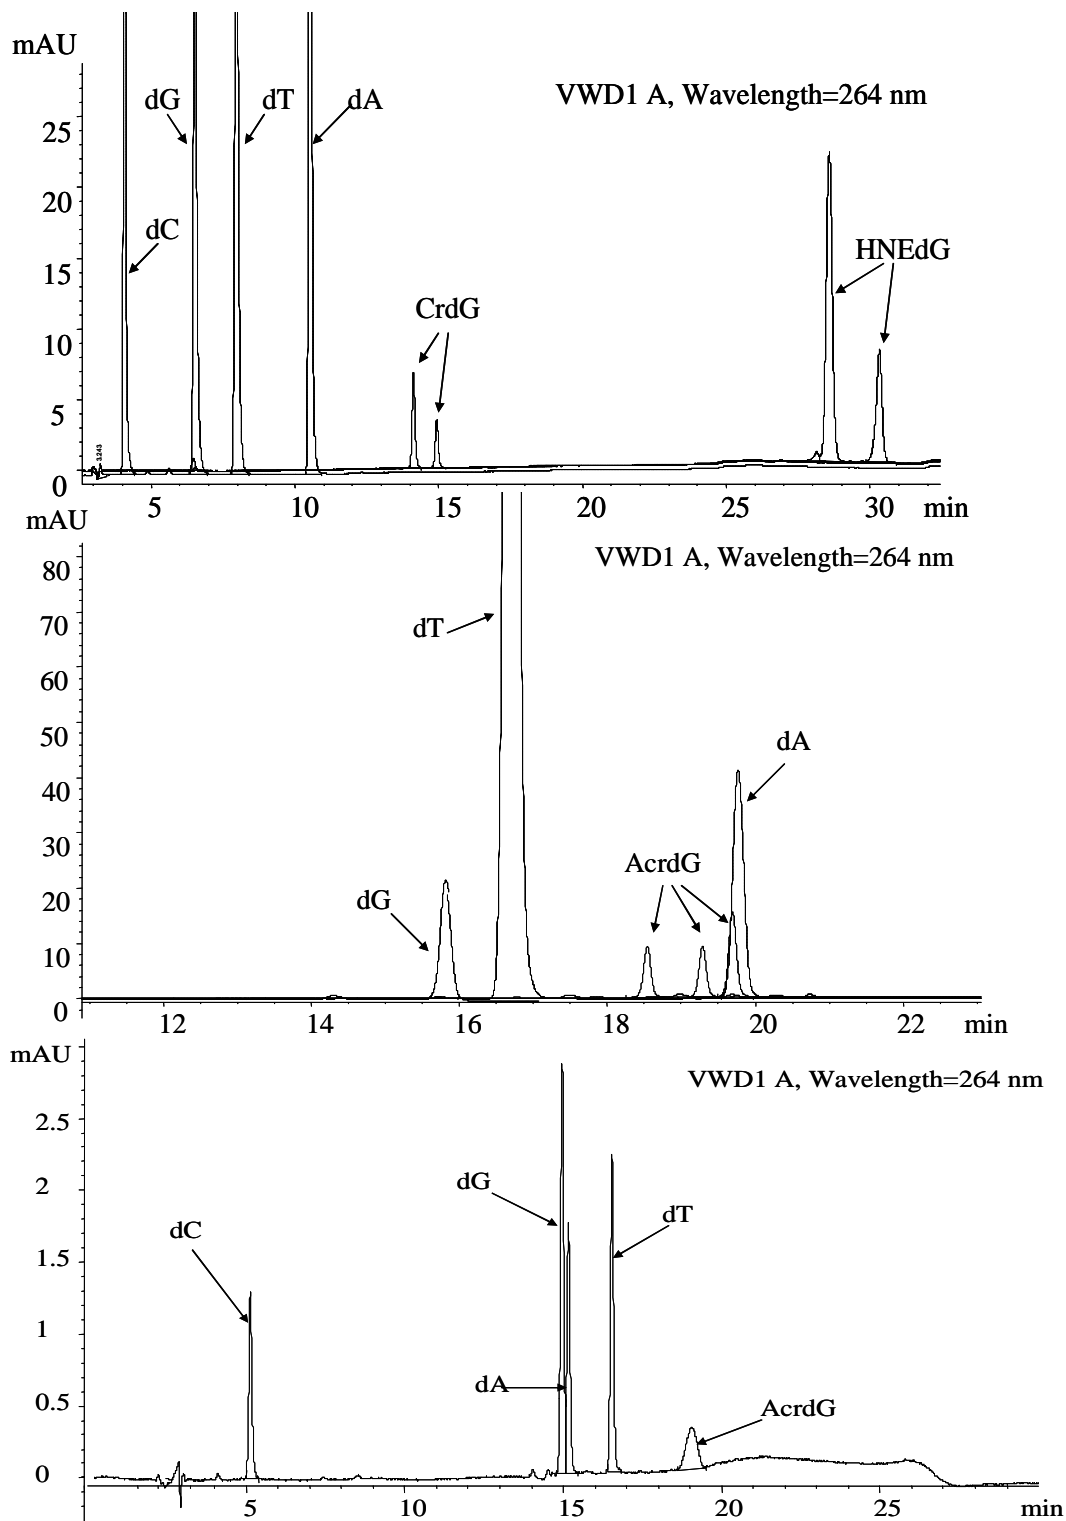 mAU
dG dT dA VWD1 A, Wavelength=264 nm
25
20
dC
15 HNEdG
CrdG
10
5
3.243
0
5 10 15 20 25 30 min
mAU
VWD1 A, Wavelength=264 nm
80
70 dT
60
50 dA
40
30 AcrdG
20 dG
10
0
12 14 16 18 20 22 min
mAU
VWD1 A, Wavelength=264 nm
2.5
2 dG
dC dT
1.5
1
dA
0.5 AcrdG
0
5 10 15 20 25 min